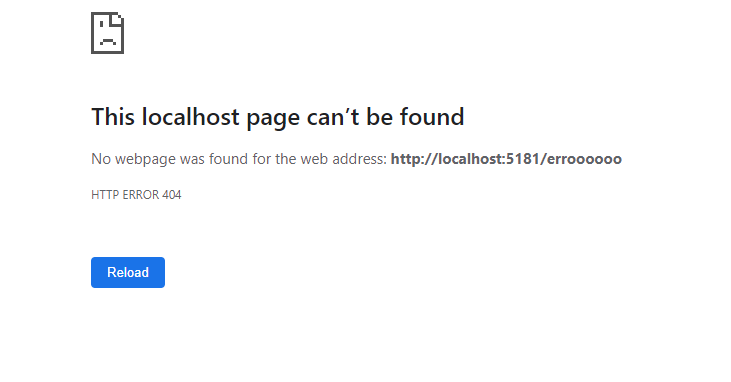 This localhost page can’t be found
No webpage was found for the web address: http://localhost:5181/erroooooo
HTTP ERROR 404
Reload